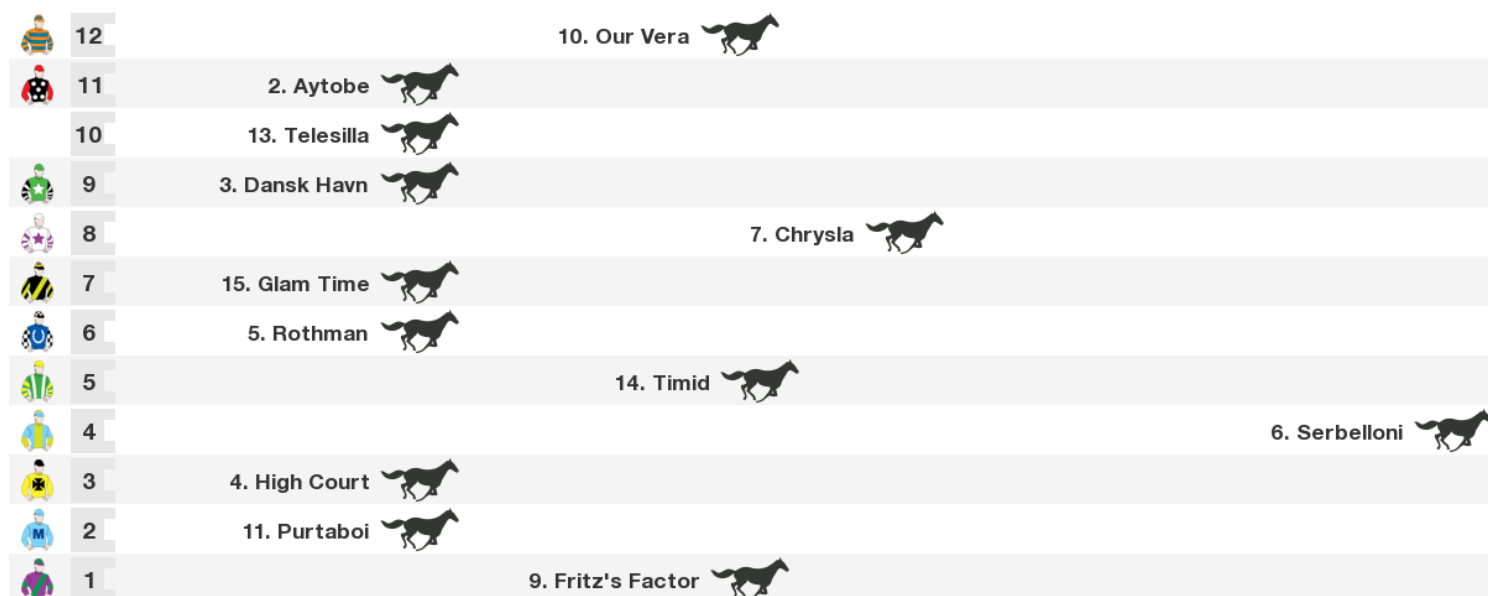 12 10. Our Vera
11 2. Aytobe
10 13. Telesilla
9 3. Dansk Havn
8 7. Chrysla
7 15. Glam Time
6 5. Rothman
5 14. Timid
4 6. Serbelloni
3 4. High Court
M 2 11. Purtaboi
1 9. Fritz's Factor